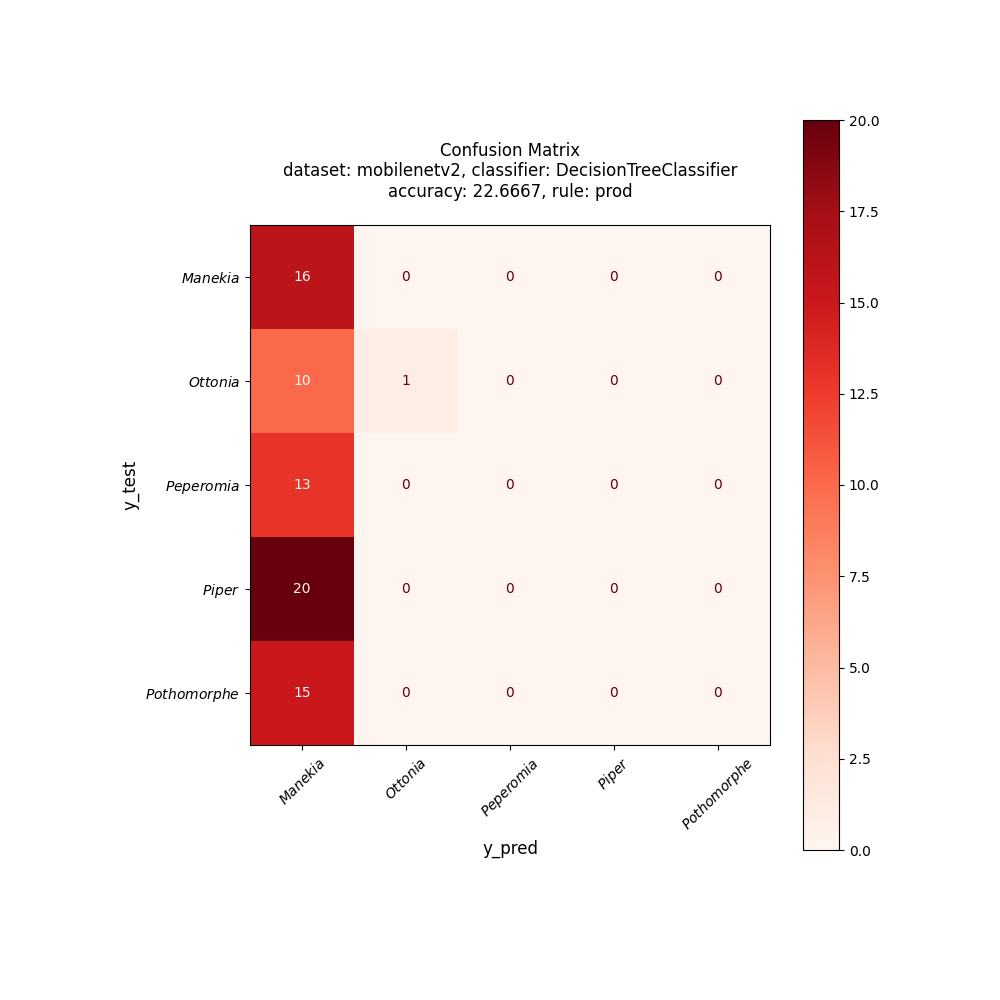 Confusion Matrix
dataset: mobilenetv2, classifier: DecisionTreeClassifier
accuracy: 22.6667, rule: prod
Manekia 16 0 0 0 0
Ottonia 10 1 0 0 0
Peperomia 13 0 0 0 0
Piper 20 0 0 0 0
Pothomorphe 15 0 0 0 0
y_test
Manekia Ottonia Peperomia Piper Pothomorphe
y_pred
20.0
17.5
15.0
12.5
10.0
7.5
5.0
2.5
0.0